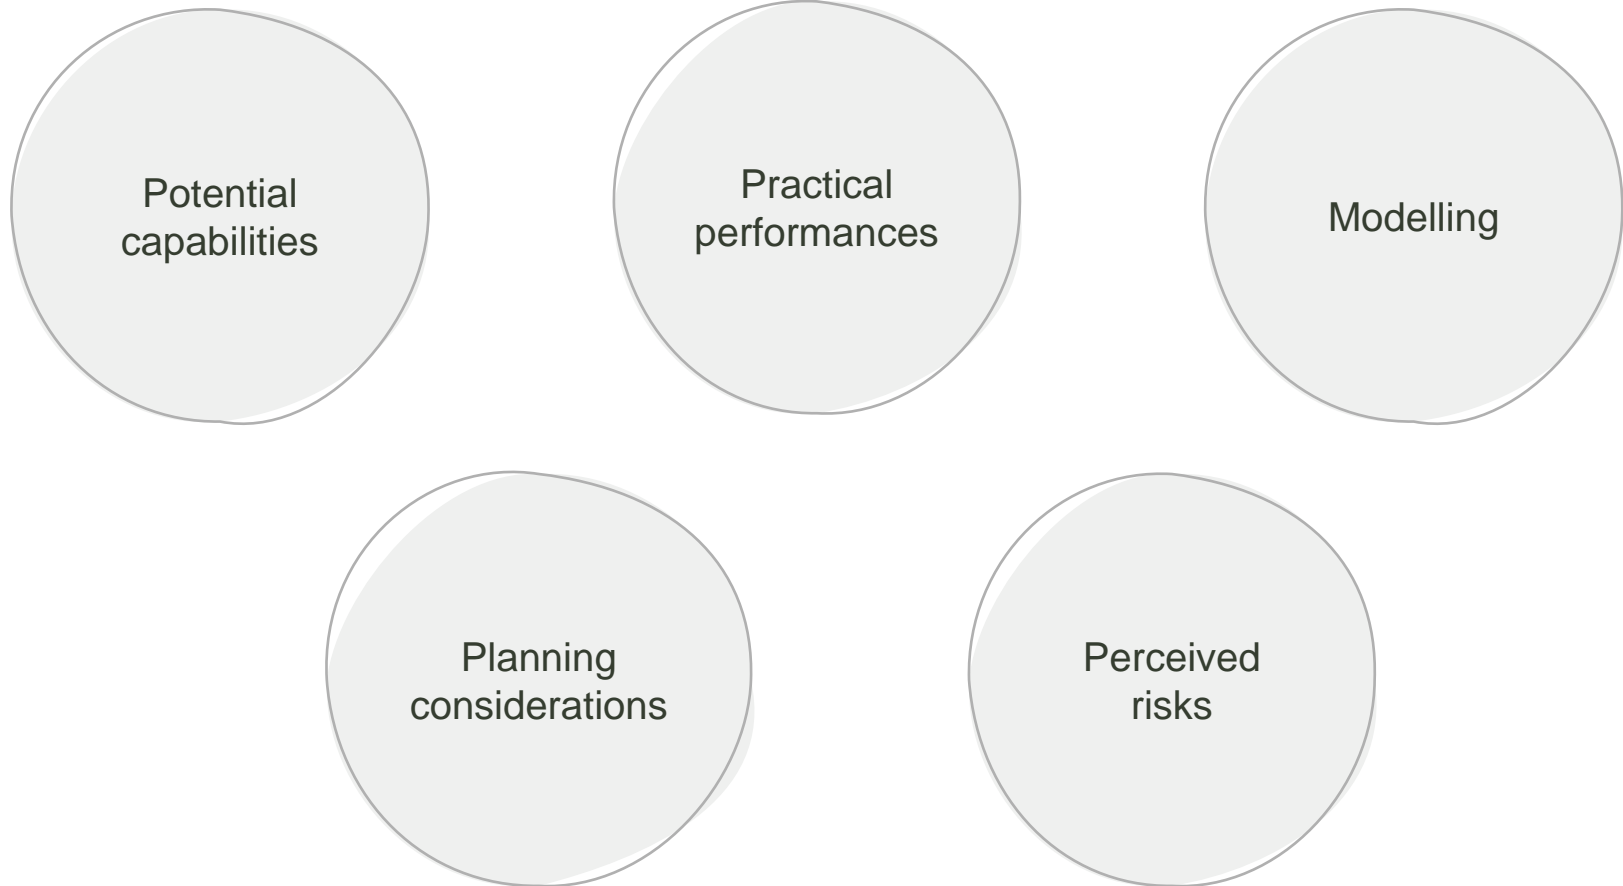 Potential
capabilities
Practical
performances
Modelling
Planning
considerations
Perceived
risks